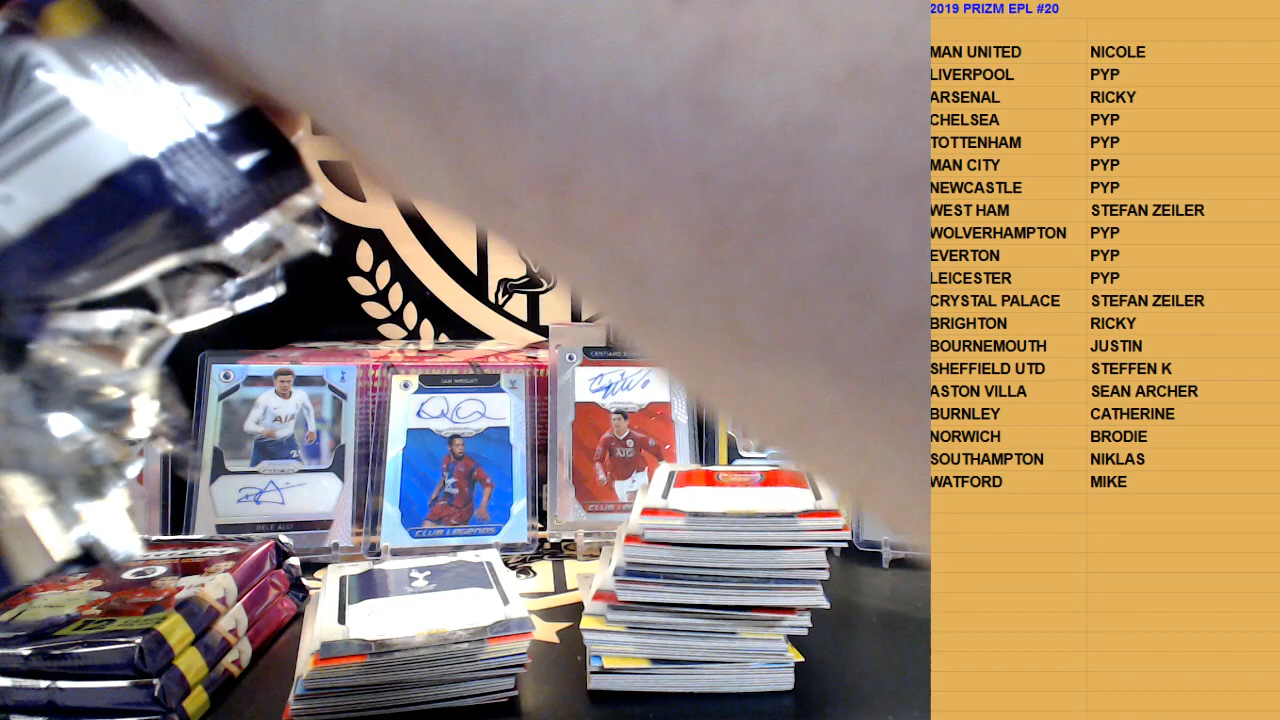 2019 PRIZM EPL #20
MAN UNITED NICOLE
LIVERPOOL PYP
ARSENAL RICKY
CHELSEA PYP
TOTTENHAM PYP
MAN CITY PYP
NEWCASTLE PYP
WEST HAM STEFAN ZEILER
WOLVERHAMPTON PYP
EVERTON PYP
LEICESTER PYP
CRYSTAL PALACE STEFAN ZEILER
BRIGHTON RICKY
BOURNEMOUTH JUSTIN
SHEFFIELD UTD STEFFEN K
ASTON VILLA SEAN ARCHER
BURNLEY CATHERINE
NORWICH BRODIE
SOUTHAMPTON NIKLAS
WATFORD MIKE
IAN WRIGHT
CRISTIANO
AIA
AIG
DELE ALLI
CLUB LEGENDS
CLUB LEGENDS